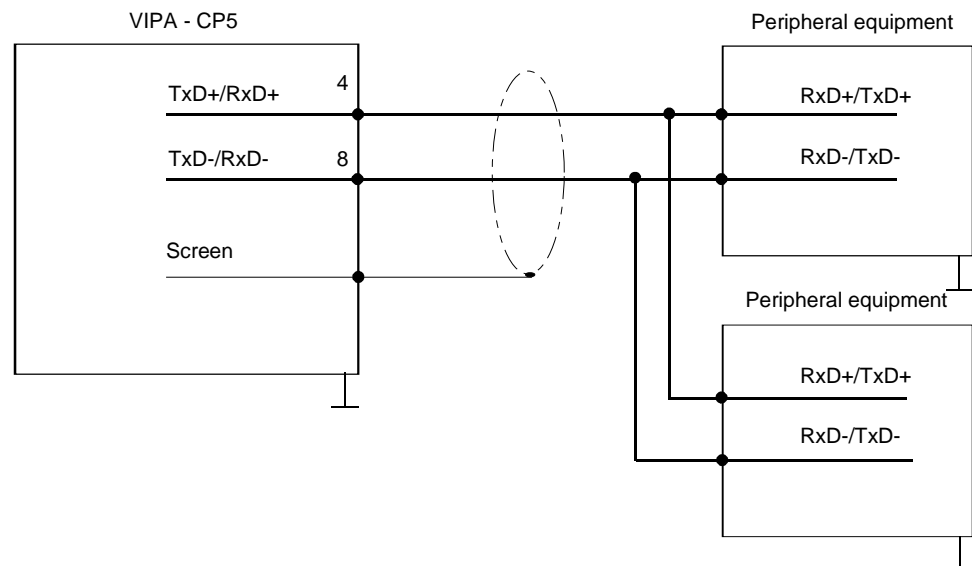 VIPA - CP5
Peripheral equipment
TxD+/RxD+
4
RxD+/TxD+
TxD-/RxD-
8
RxD-/TxD-
Screen
Peripheral equipment
RxD+/TxD+
RxD-/TxD-